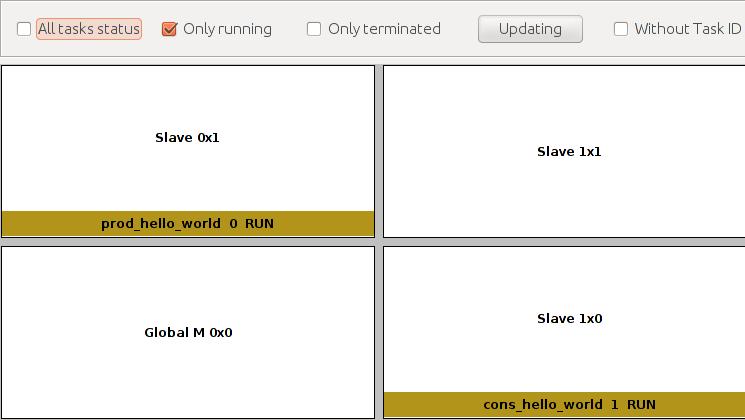 All tasks status Only running Only terminated Updating Without Task ID
Slave 0x1
Slave 1x1
prod_hello_world 0 RUN
Global M 0x0
Slave 1x0
cons_hello_world 1 RUN